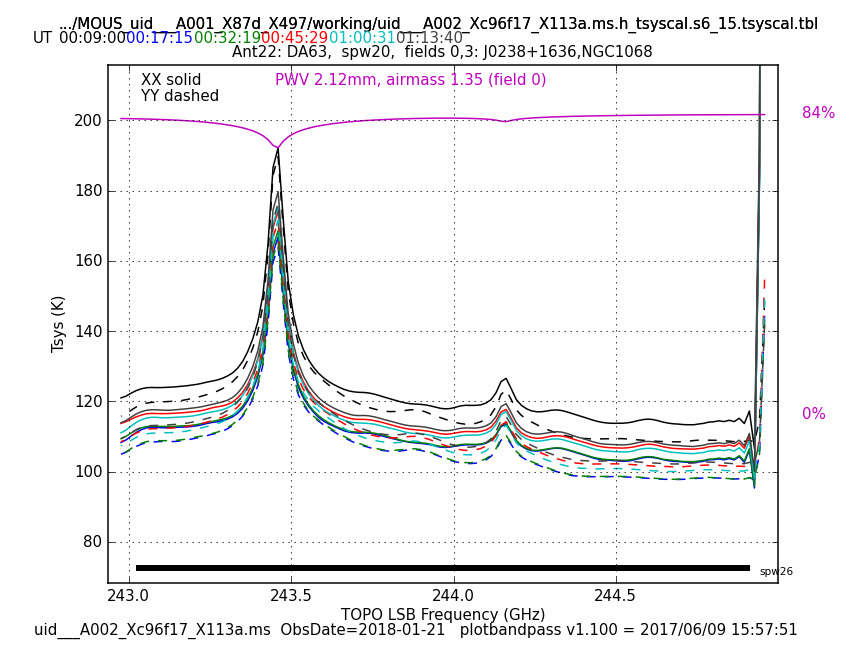 .../MOUS_uid___A001_X87d_X497/working/uid___A002_Xc96f17_X113a.ms.h_tsyscal.s6_15.tsyscal.tbl
UT 00:09:00 00:17:15 00:32:19 00:45:29 01:00:31 01:13:40
Ant22: DA63, spw20, fields 0,3: J0238+1636,NGC1068
XX solid
YY dashed
PWV 2.12mm, airmass 1.35 (field 0)
84%
0%
200
180
160
140
120
100
80
Tsys (K)
spw26
243.0 243.5 244.0 244.5
TOPO LSB Frequency (GHz)
uid___A002_Xc96f17_X113a.ms ObsDate=2018-01-21 plotbandpass v1.100 = 2017/06/09 15:57:51